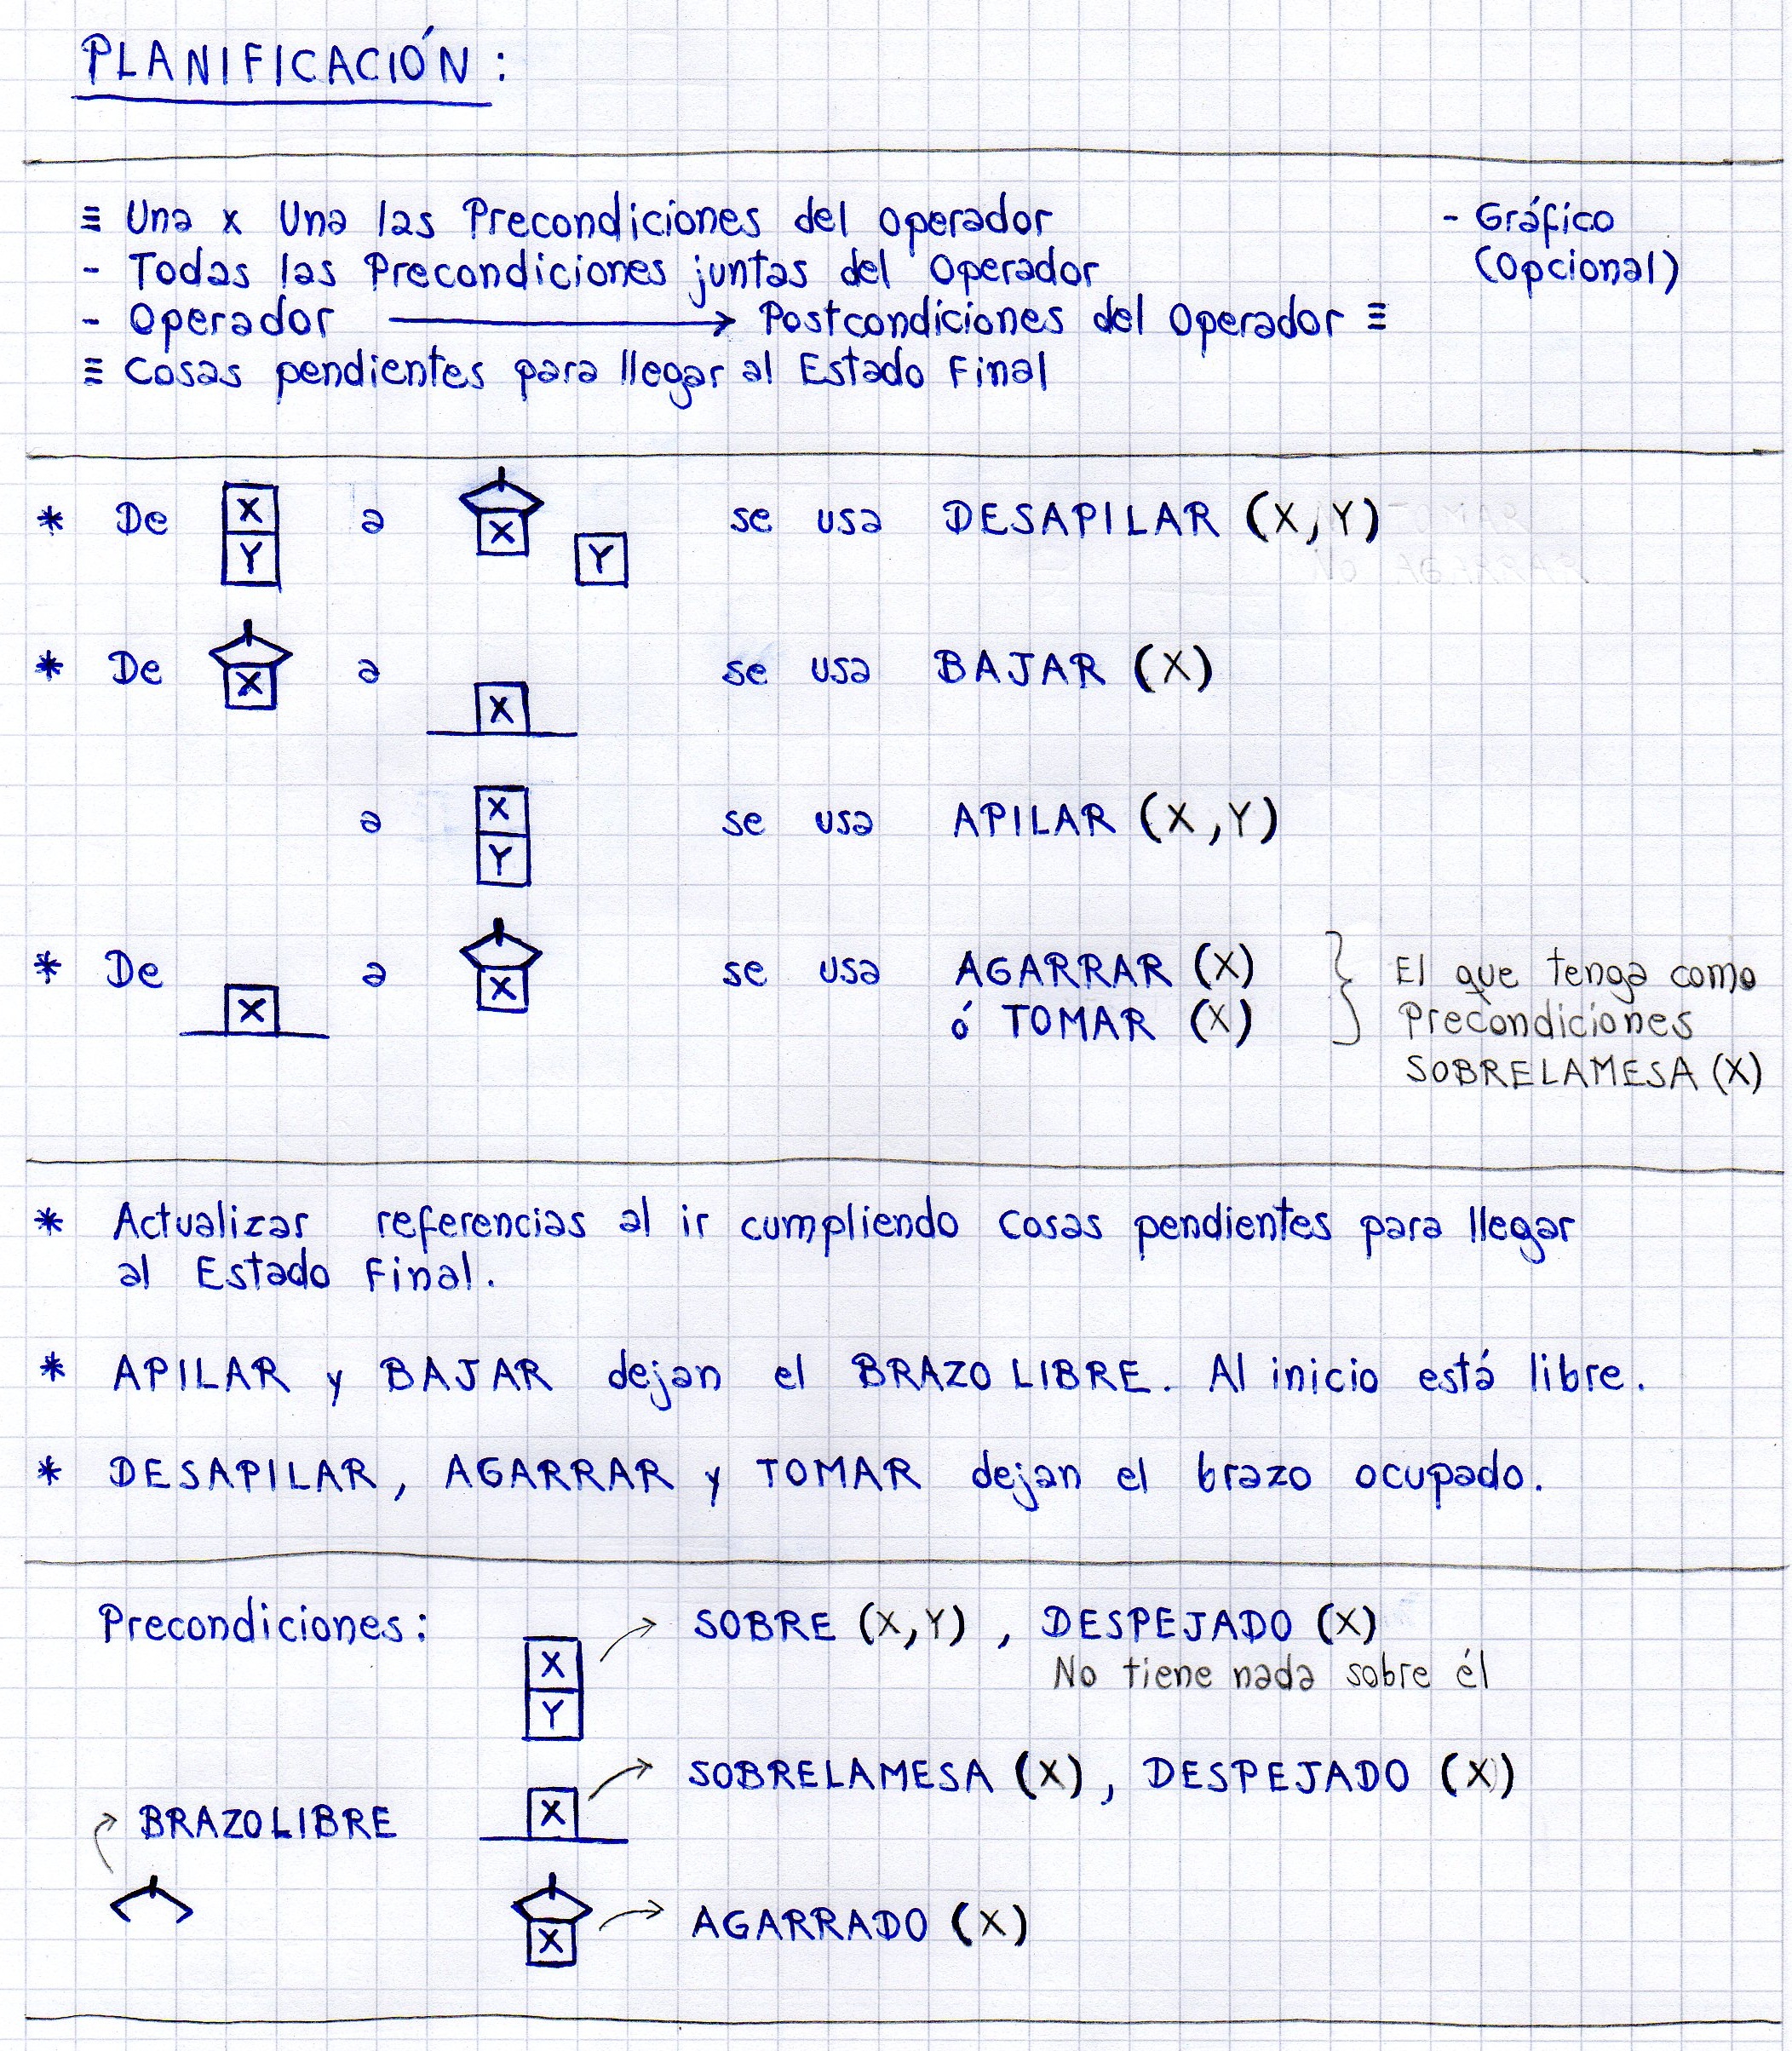 PLANIFICACIÓN:
≡ Una x Una las Precondiciones del Operador
- Gráfico
- Todas las Precondiciones juntas del Operador
(Opcional)
- Operador → Postcondiciones del Operador ≡
≡ Cosas pendientes para llegar al Estado Final
* De X Y a X Y se usa DESAPILAR (X,Y)
* De X a X se usa BAJAR (X)
a X Y se usa APILAR (X,Y)
* De X a X se usa AGARRAR (X)
ó TOMAR (X)
El que tenga como
Precondiciones
SOBRELAMESA (X)
* Actualizar referencias al ir cumpliendo cosas pendientes para llegar
al Estado Final.
* APILAR y BAJAR dejan el BRAZO LIBRE. Al inicio está libre.
* DESAPILAR, AGARRAR y TOMAR dejan el brazo ocupado.
Precondiciones:
X Y → SOBRE (X,Y), DESPEJADO (X)
No tiene nada sobre él
X → SOBRELAMESA (X), DESPEJADO (X)
→ BRAZOLIBRE
X → AGARRADO (X)